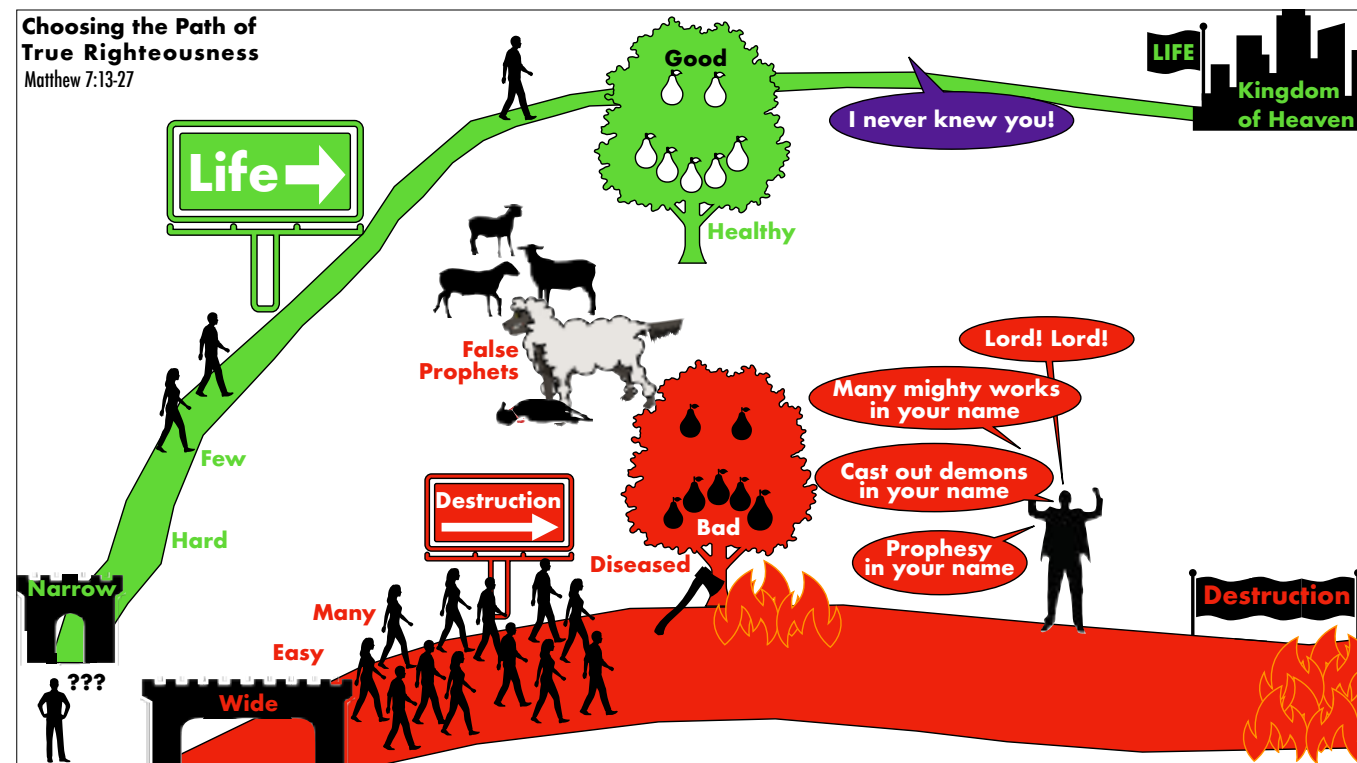 Choosing the Path of
True Righteousness
Matthew 7:13-27
Good
LIFE
Kingdom
of Heaven
I never knew you!
Life
Healthy
False
Prophets
Lord! Lord!
Many mighty works
in your name
Few
Cast out demons
in your name
Destruction
Bad
Hard
Prophesy
in your name
Diseased
Narrow
Destruction
Many
Easy
???
Wide